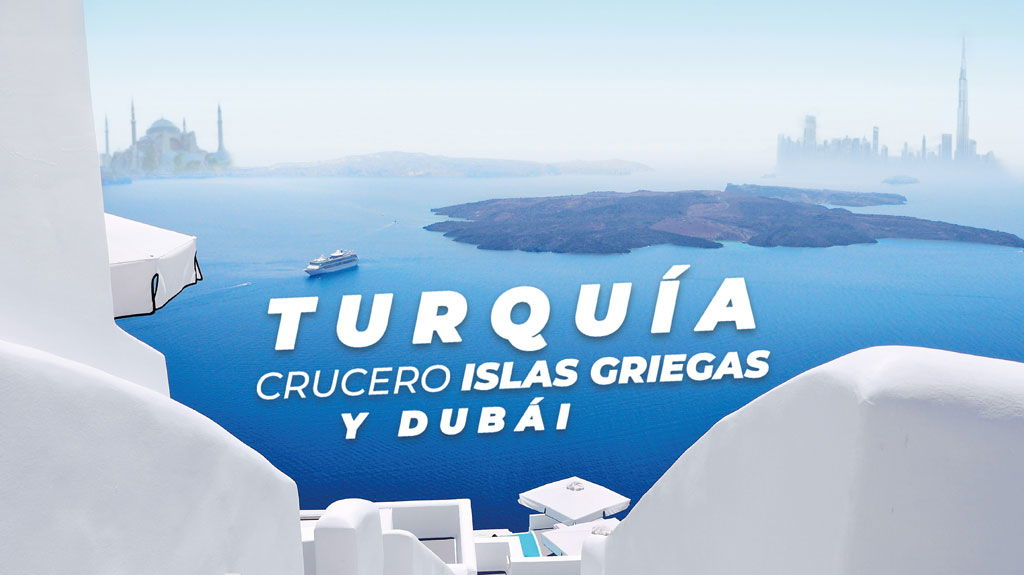 TURQUÍA
CRUCERO ISLAS GRIEGAS
Y DUBÁI